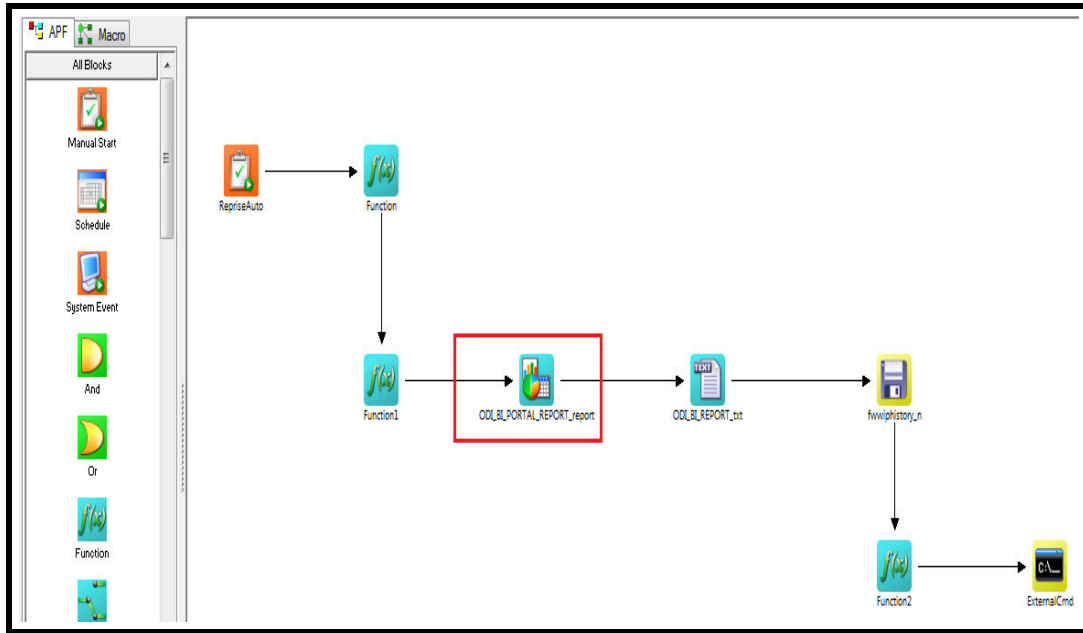 APF
Macro
All Blocks
Manual Start
Schedule
System Event
And
Or
Function
RepriseAuto
Function
Function1
ODI_BI_PORTAL_REPORT_report
TEXT
ODI_BI_REPORT_txt
fwwiphistory_n
Function2
C:\_
ExternalCmd
f(x)
f(x)
f(x)
f(x)